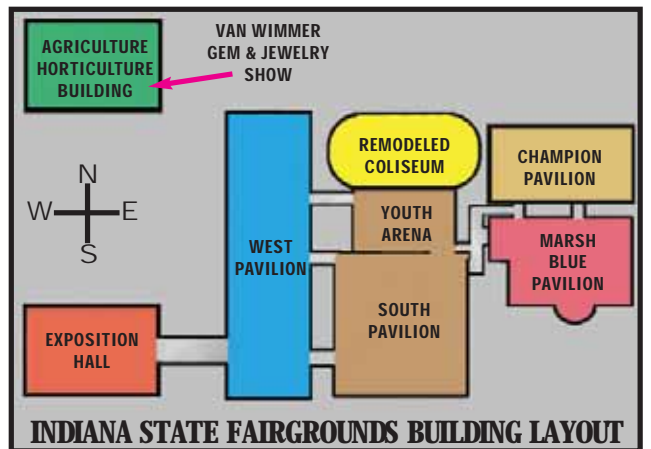 AGRICULTURE
HORTICULTURE
BUILDING
VAN WIMMER
GEM & JEWELRY
SHOW
REMODELED
COLISEUM
CHAMPION
PAVILION
N
W E
S
YOUTH
ARENA
WEST
PAVILION
MARSH
BLUE
PAVILION
SOUTH
PAVILION
EXPOSITION
HALL
INDIANA STATE FAIRGROUNDS BUILDING LAYOUT